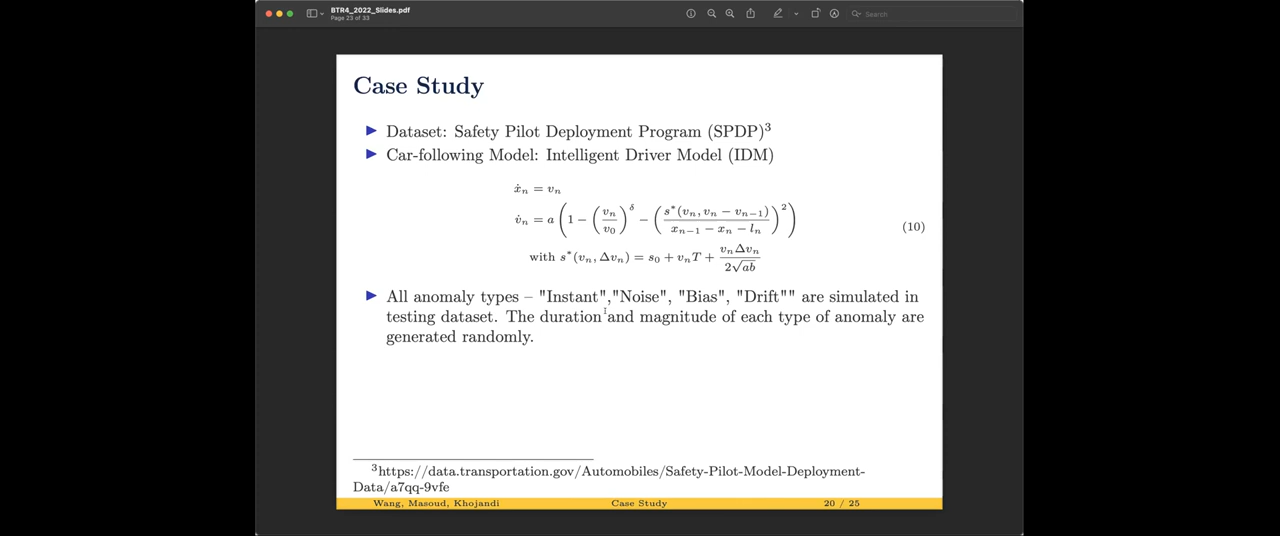 BTR4_2022_Slides.pdf
Page 23 of 33
Search
Case Study
▶ Dataset: Safety Pilot Deployment Program (SPDP)³
▶ Car-following Model: Intelligent Driver Model (IDM)
ẋₙ = vₙ
v̇ₙ = a (1 − (vₙ/v₀)^δ − (s*(vₙ, vₙ − vₙ₋₁)/(xₙ₋₁ − xₙ − lₙ))²)
(10)
with s*(vₙ, Δvₙ) = s₀ + vₙT + vₙΔvₙ/(2√ab)
▶ All anomaly types – "Instant","Noise", "Bias", "Drift"" are simulated in
testing dataset. The duration and magnitude of each type of anomaly are
generated randomly.
³https://data.transportation.gov/Automobiles/Safety-Pilot-Model-Deployment-
Data/a7qq-9vfe
Wang, Masoud, Khojandi Case Study 20 / 25